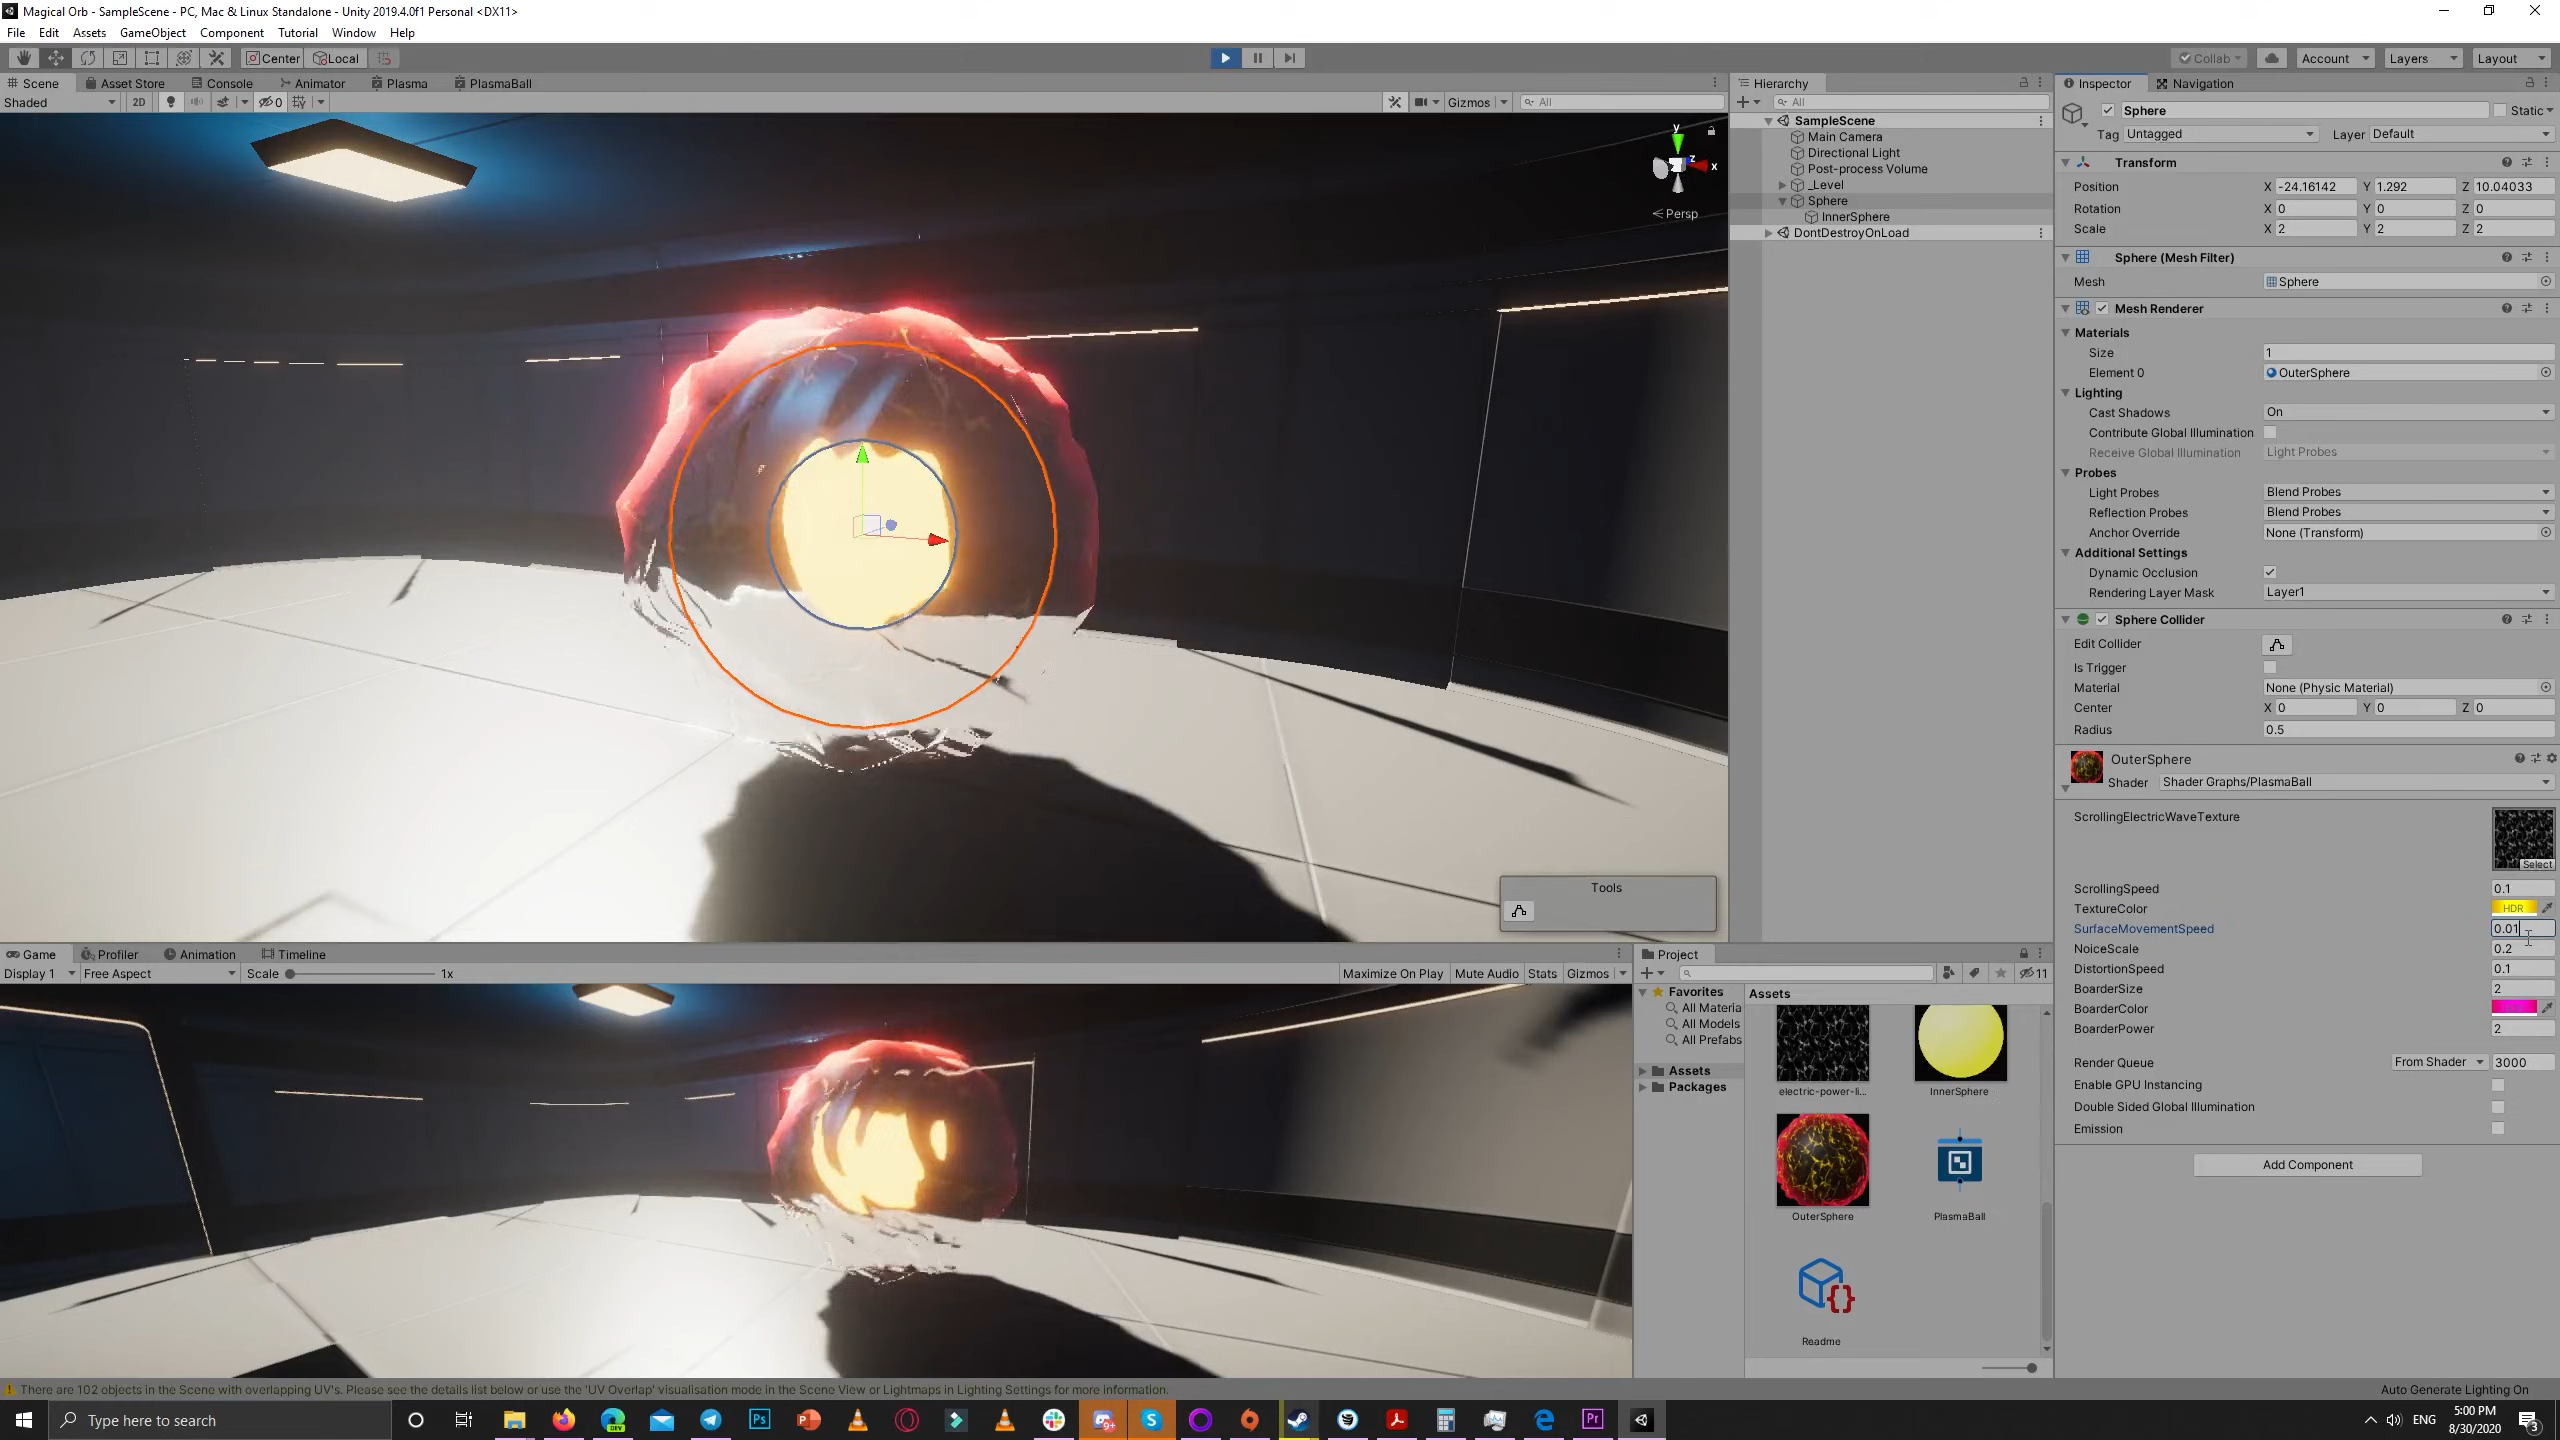 Magical Orb - SampleScene - PC, Mac & Linux Standalone - Unity 2019.4.0f1 Personal <DX11>
File Edit Assets GameObject Component Tutorial Window Help
Center Local Collab Account Layers Layout
Scene Asset Store Console Animator Plasma PlasmaBall
Shaded 2D 0 Gizmos All
y
z
x
Persp
Tools
Hierarchy
All
SampleScene
Main Camera
Directional Light
Post-process Volume
_Level
Sphere
InnerSphere
DontDestroyOnLoad
Inspector Navigation
Sphere Static
Tag Untagged Layer Default
Transform
Position X -24.16142 Y 1.292 Z 10.04033
Rotation X 0 Y 0 Z 0
Scale X 2 Y 2 Z 2
Sphere (Mesh Filter)
Mesh Sphere
Mesh Renderer
Materials
Size 1
Element 0 OuterSphere
Lighting
Cast Shadows On
Contribute Global Illumination
Receive Global Illumination Light Probes
Probes
Light Probes Blend Probes
Reflection Probes Blend Probes
Anchor Override None (Transform)
Additional Settings
Dynamic Occlusion
Rendering Layer Mask Layer1
Sphere Collider
Edit Collider
Is Trigger
Material None (Physic Material)
Center X 0 Y 0 Z 0
Radius 0.5
OuterSphere
Shader Shader Graphs/PlasmaBall
ScrollingElectricWaveTexture
Select
ScrollingSpeed 0.1
TextureColor HDR
SurfaceMovementSpeed 0.01
NoiceScale 0.2
DistortionSpeed 0.1
BoarderSize 2
BoarderColor
BoarderPower 2
Render Queue From Shader 3000
Enable GPU Instancing
Double Sided Global Illumination
Emission
Add Component
Game Profiler Animation Timeline
Display 1 Free Aspect Scale 1x Maximize On Play Mute Audio Stats Gizmos
Project
11
Favorites
All Materia
All Models
All Prefabs
Assets
Packages
Assets
electric-power-li...
InnerSphere
OuterSphere
PlasmaBall
Readme
There are 102 objects in the Scene with overlapping UV's. Please see the details list below or use the 'UV Overlap' visualisation mode in the Scene View or Lightmaps in Lighting Settings for more information.
Auto Generate Lighting On
Type here to search
DEV
Ps
9+
Pr
ENG
5:00 PM
8/30/2020
3